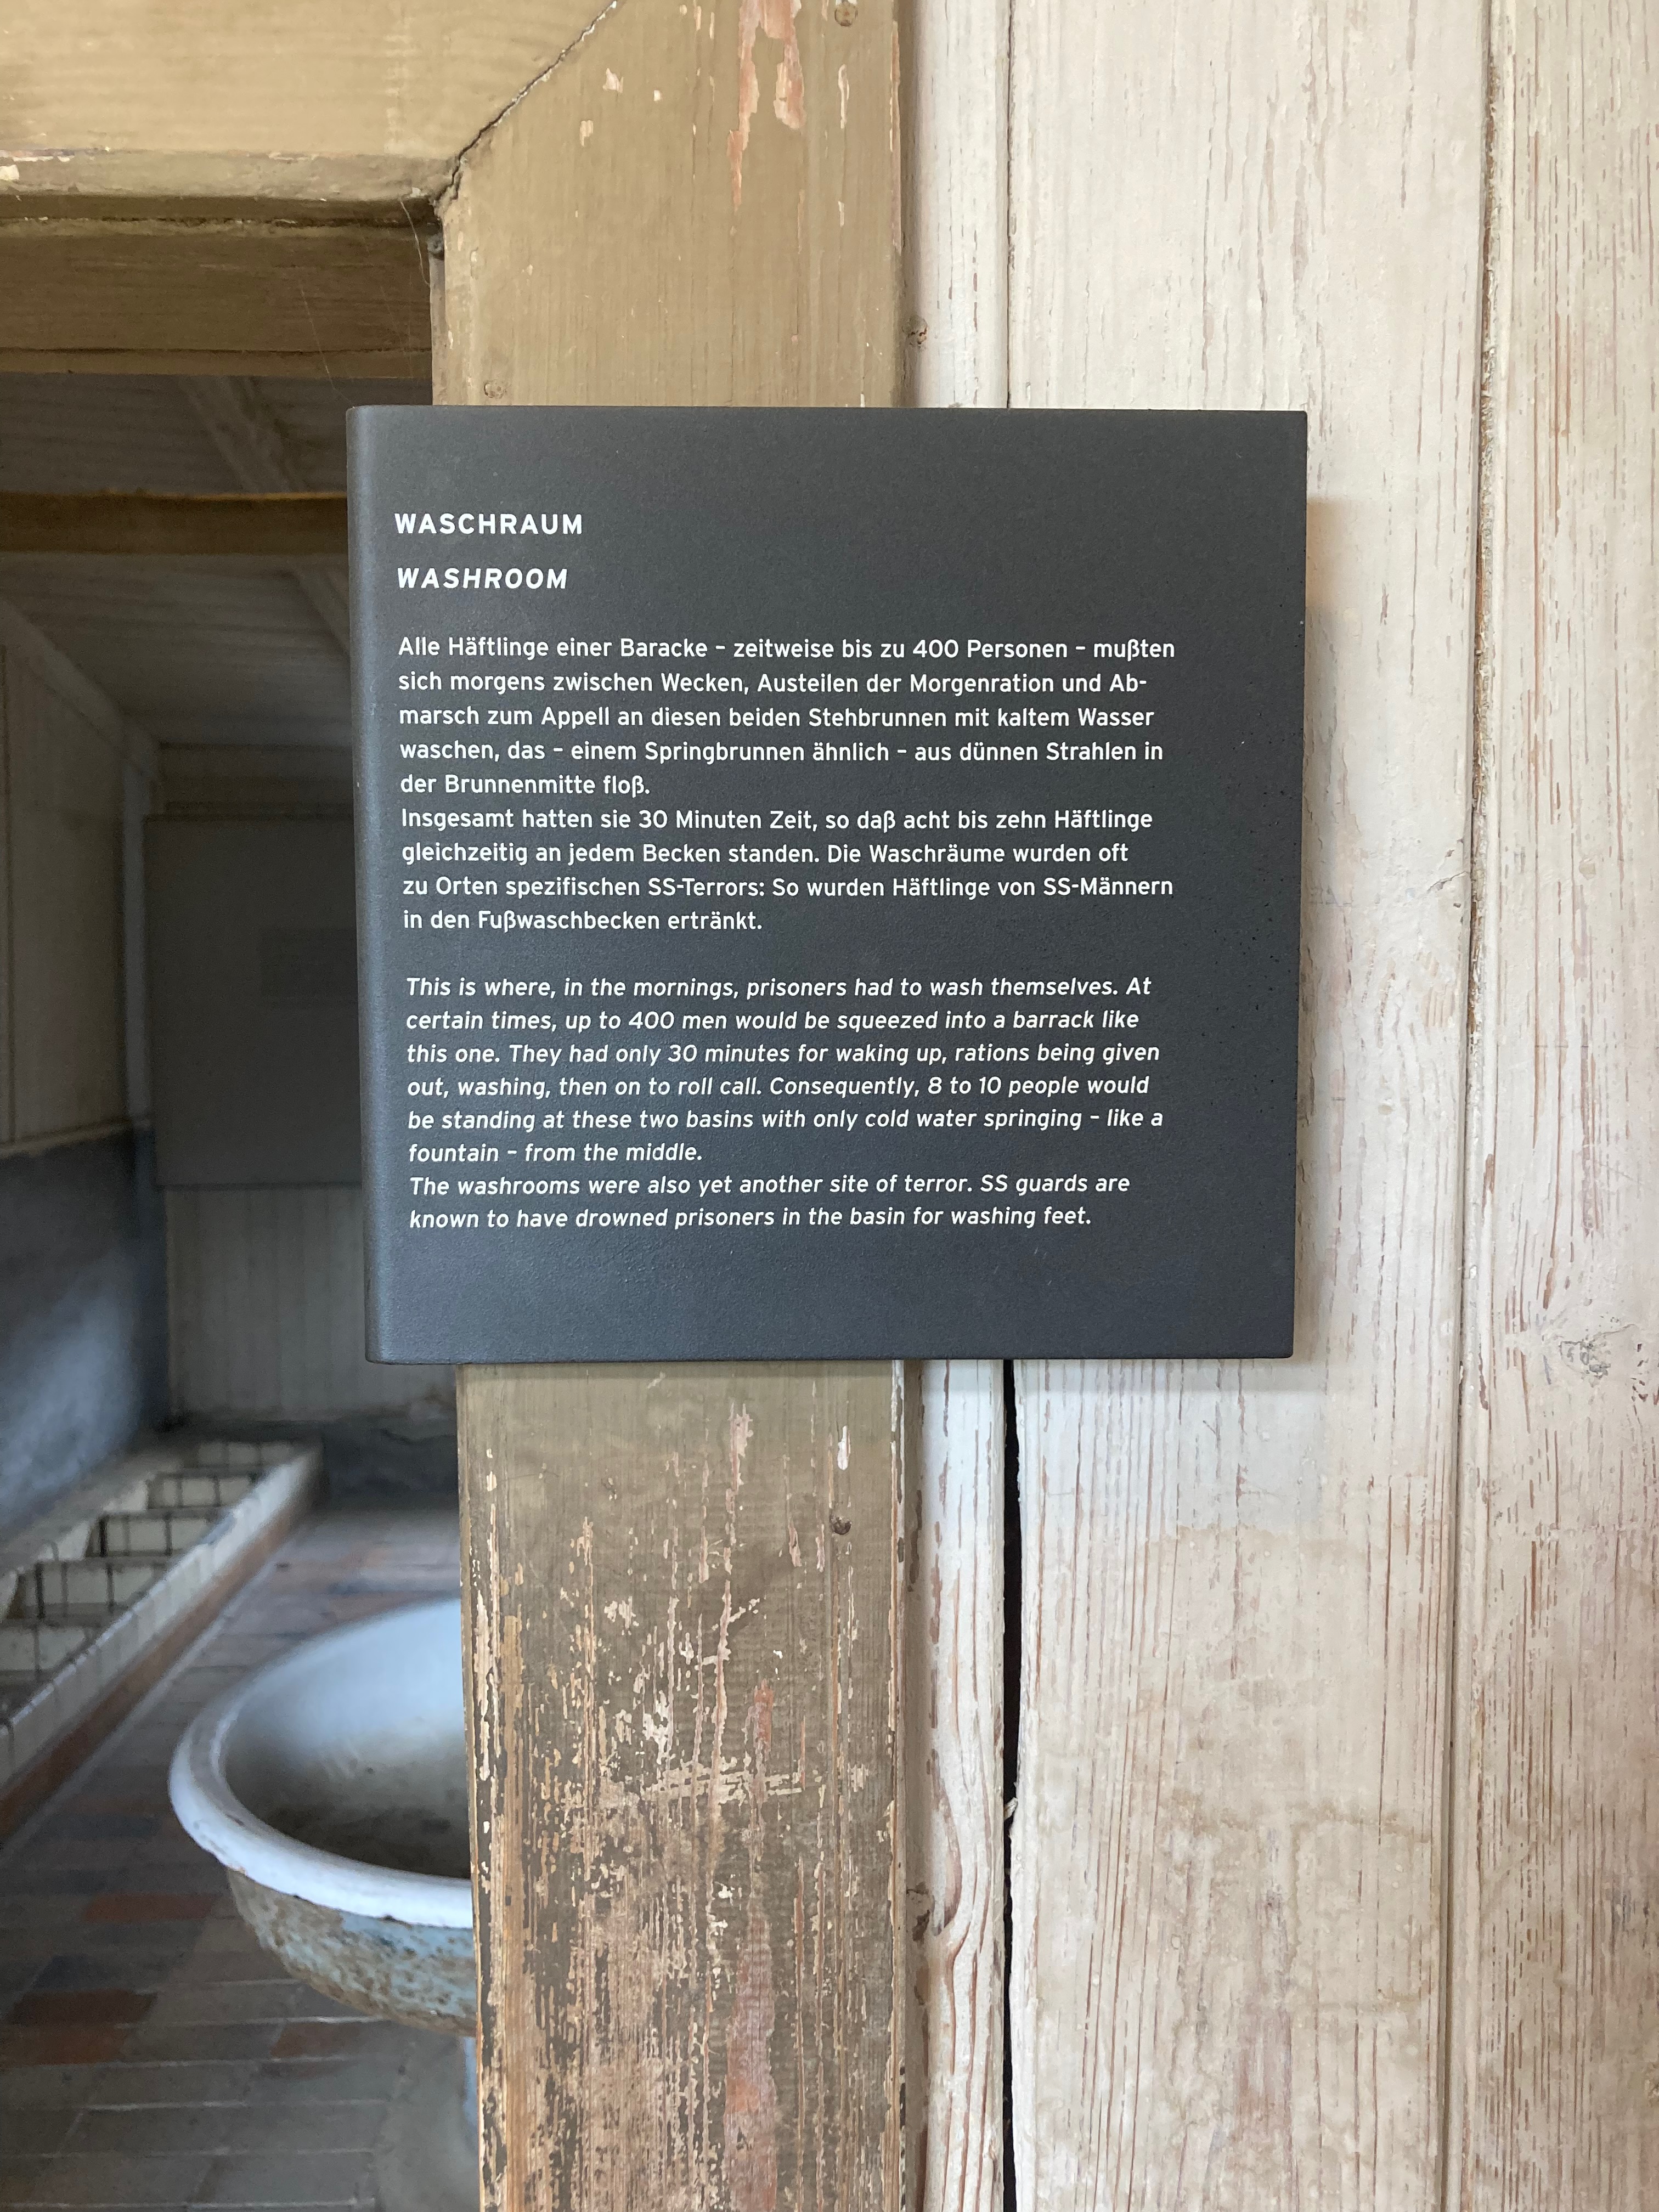 WASCHRAUM
WASHROOM
Alle Häftlinge einer Baracke – zeitweise bis zu 400 Personen – mußten
sich morgens zwischen Wecken, Austeilen der Morgenration und Ab-
marsch zum Appell an diesen beiden Stehbrunnen mit kaltem Wasser
waschen, das – einem Springbrunnen ähnlich – aus dünnen Strahlen in
der Brunnenmitte floß.
Insgesamt hatten sie 30 Minuten Zeit, so daß acht bis zehn Häftlinge
gleichzeitig an jedem Becken standen. Die Waschräume wurden oft
zu Orten spezifischen SS-Terrors: So wurden Häftlinge von SS-Männern
in den Fußwaschbecken ertränkt.
This is where, in the mornings, prisoners had to wash themselves. At
certain times, up to 400 men would be squeezed into a barrack like
this one. They had only 30 minutes for waking up, rations being given
out, washing, then on to roll call. Consequently, 8 to 10 people would
be standing at these two basins with only cold water springing – like a
fountain – from the middle.
The washrooms were also yet another site of terror. SS guards are
known to have drowned prisoners in the basin for washing feet.